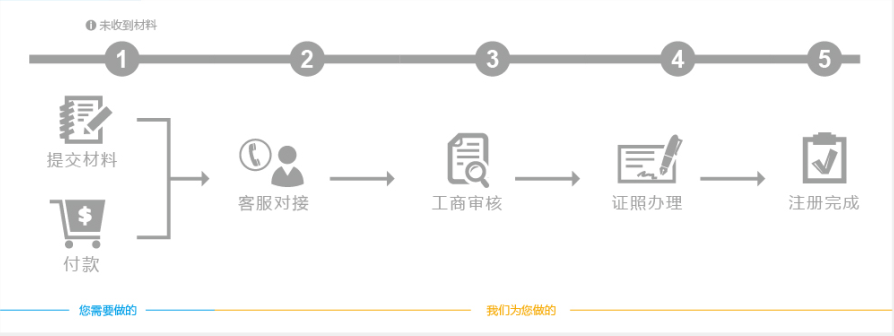 未收到材料
1 2 3 4 5
提交材料
$
付款
客服对接
工商审核
证照办理
注册完成
您需要做的
我们为您做的